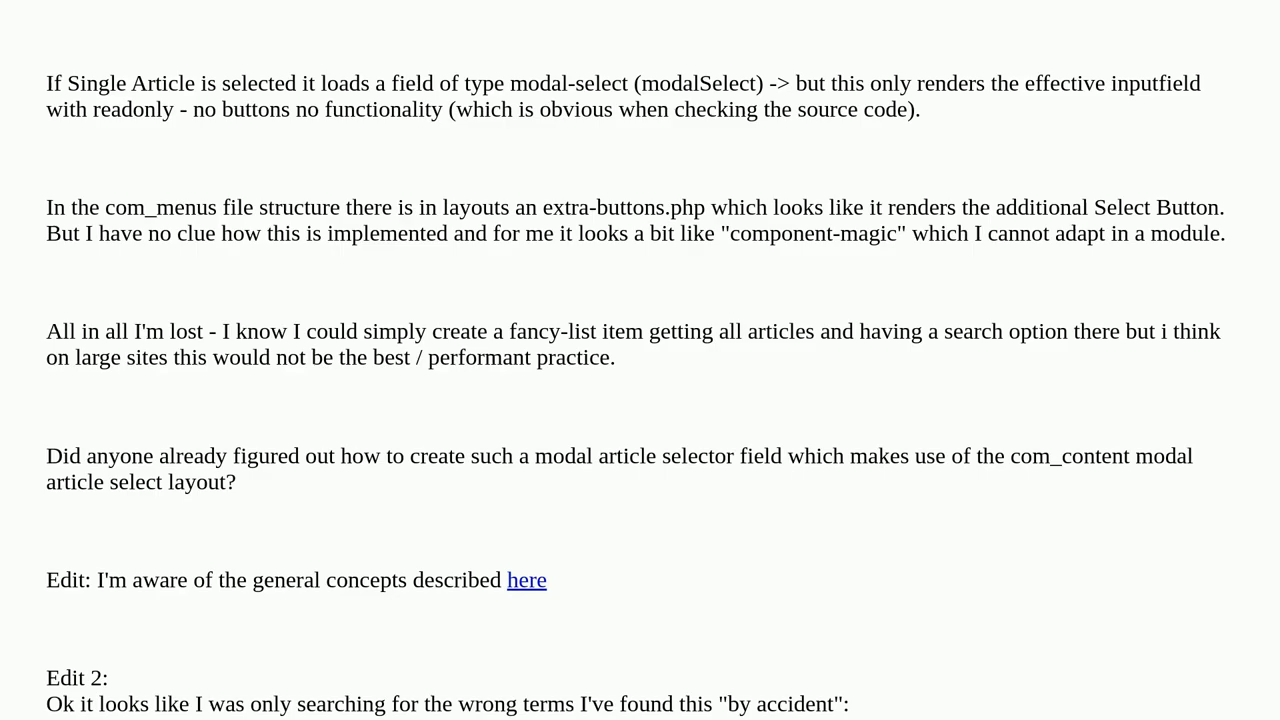 If Single Article is selected it loads a field of type modal-select (modalSelect) -> but this only renders the effective inputfield
with readonly - no buttons no functionality (which is obvious when checking the source code).
In the com_menus file structure there is in layouts an extra-buttons.php which looks like it renders the additional Select Button.
But I have no clue how this is implemented and for me it looks a bit like "component-magic" which I cannot adapt in a module.
All in all I'm lost - I know I could simply create a fancy-list item getting all articles and having a search option there but i think
on large sites this would not be the best / performant practice.
Did anyone already figured out how to create such a modal article selector field which makes use of the com_content modal
article select layout?
Edit: I'm aware of the general concepts described here
Edit 2:
Ok it looks like I was only searching for the wrong terms I've found this "by accident":